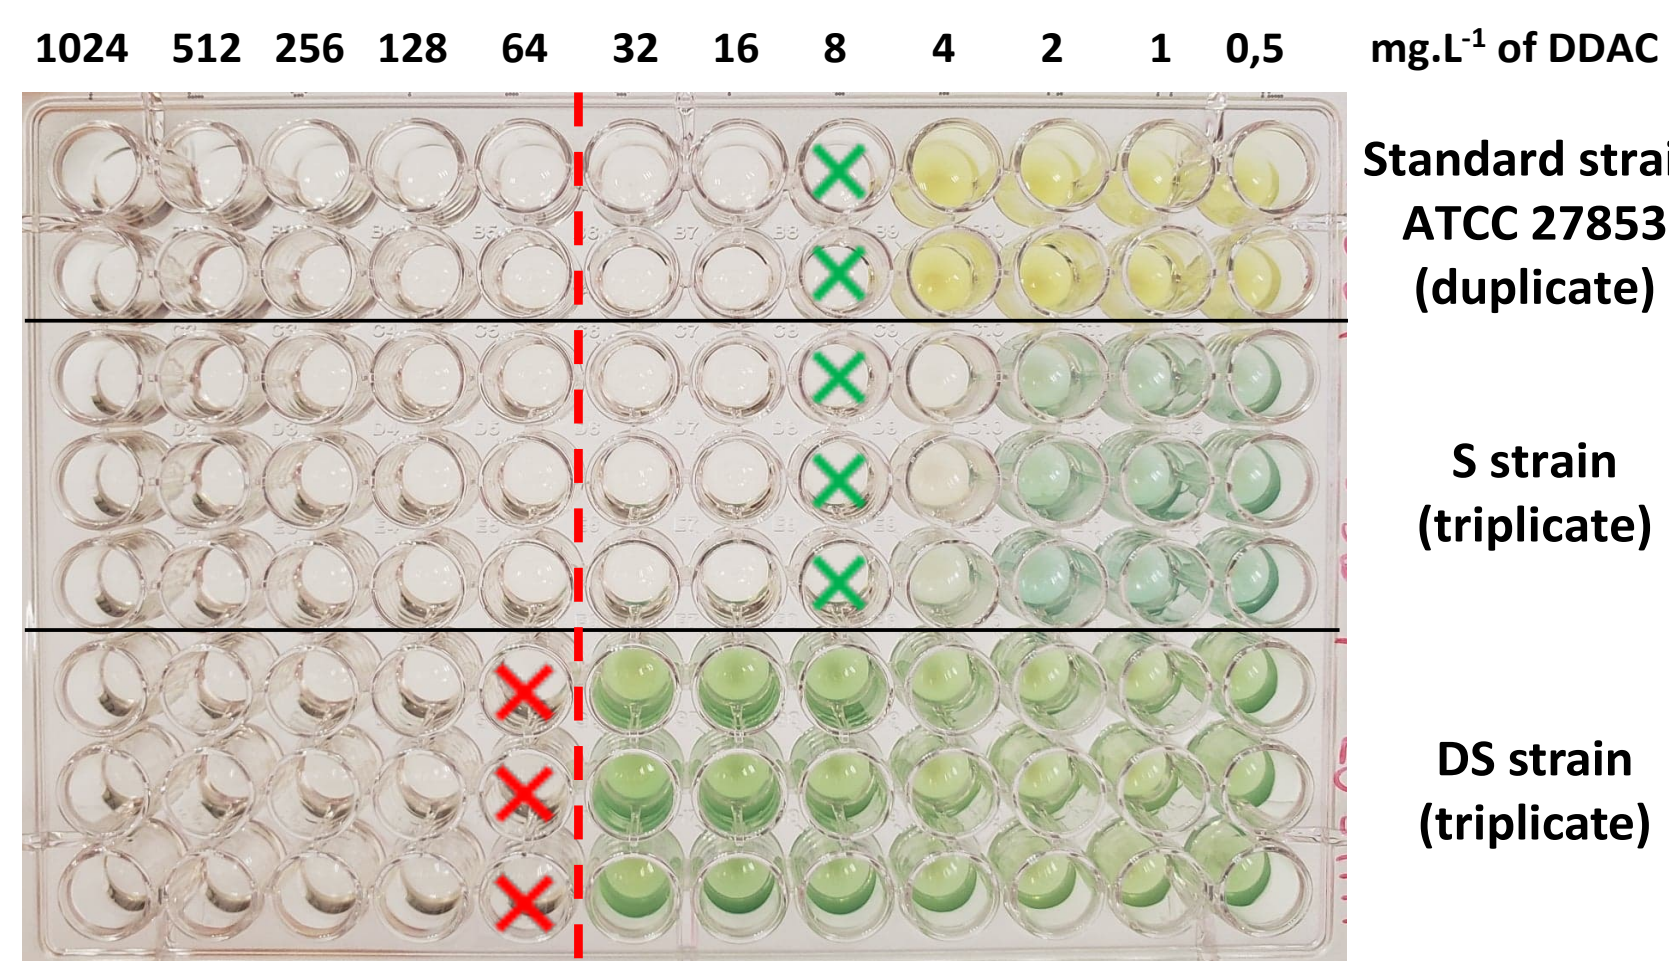 1024 512 256 128 64 32 16 8 4 2 1 0,5 mg.L-1 of DDAC
Standard strai
ATCC 27853
(duplicate)
S strain
(triplicate)
DS strain
(triplicate)